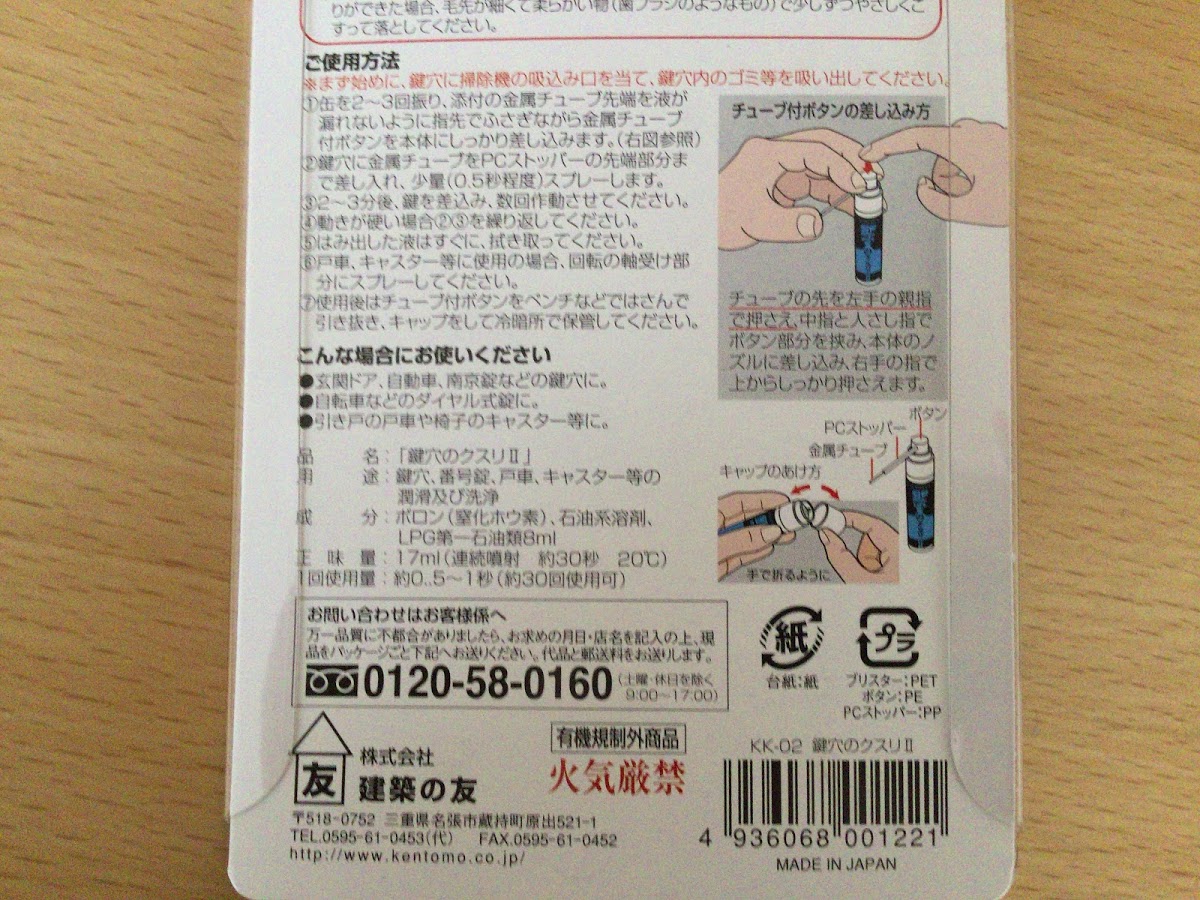 りができた場合、毛先が細くて柔らかい物(歯ブラシのようなもの)で少しずつやさしくこ
すって落としてください。
ご使用方法
※まず始めに、鍵穴に掃除機の吸込み口を当て、鍵穴内のゴミ等を吸い出してください。
①缶を2〜3回振り、添付の金属チューブ先端を液が
漏れないように指先でふさぎながら金属チューブ
付ボタンを本体にしっかり差し込みます。(右図参照)
②鍵穴に金属チューブをPCストッパーの先端部分ま
で差し入れ、少量(0.5秒程度)スプレーします。
③2〜3分後、鍵を差込み、数回作動させてください。
④動きが硬い場合②③を繰り返してください。
⑤はみ出した液はすぐに、拭き取ってください。
⑥戸車、キャスター等に使用の場合、回転の軸受け部
分にスプレーしてください。
⑦使用後はチューブ付ボタンをペンチなどではさんで
引き抜き、キャップをして冷暗所で保管してください。
チューブ付ボタンの差し込み方
チューブの先を左手の親指
で押さえ、中指と人さし指で
ボタン部分を挟み、本体のノ
ズルに差し込み、右手の指で
上からしっかり押さえます。
こんな場合にお使いください
●玄関ドア、自動車、南京錠などの鍵穴に。
●自転車などのダイヤル式錠に。
●引き戸の戸車や椅子のキャスター等に。
ボタン
PCストッパー
金属チューブ
キャップのあけ方
手で折るように
品 名:「鍵穴のクスリⅡ」
用 途:鍵穴、番号錠、戸車、キャスター等の
潤滑及び洗浄
成 分:ボロン(窒化ホウ素)、石油系溶剤、
LPG第一石油類8ml
正 味 量:17ml(連続噴射 約30秒 20℃)
1回使用量:約0..5〜1秒(約30回使用可)
お問い合わせはお客様係へ
万一品質に不都合がありましたら、お求めの月日・店名を記入の上、現
品をパッケージごと下記へお送りください。代品と郵送料をお送りします。
0120-58-0160
(土曜・休日を除く
9:00〜17:00)
紙
台紙:紙
プラ
ブリスター:PET
ボタン:PE
PCストッパー:PP
友
株式会社
建築の友
有機規制外商品
火気厳禁
〒518-0752 三重県名張市蔵持町原出521-1
TEL.0595-61-0453(代) FAX.0595-61-0452
http://www.kentomo.co.jp/
KK-02 鍵穴のクスリⅡ
4 936068 001221
MADE IN JAPAN